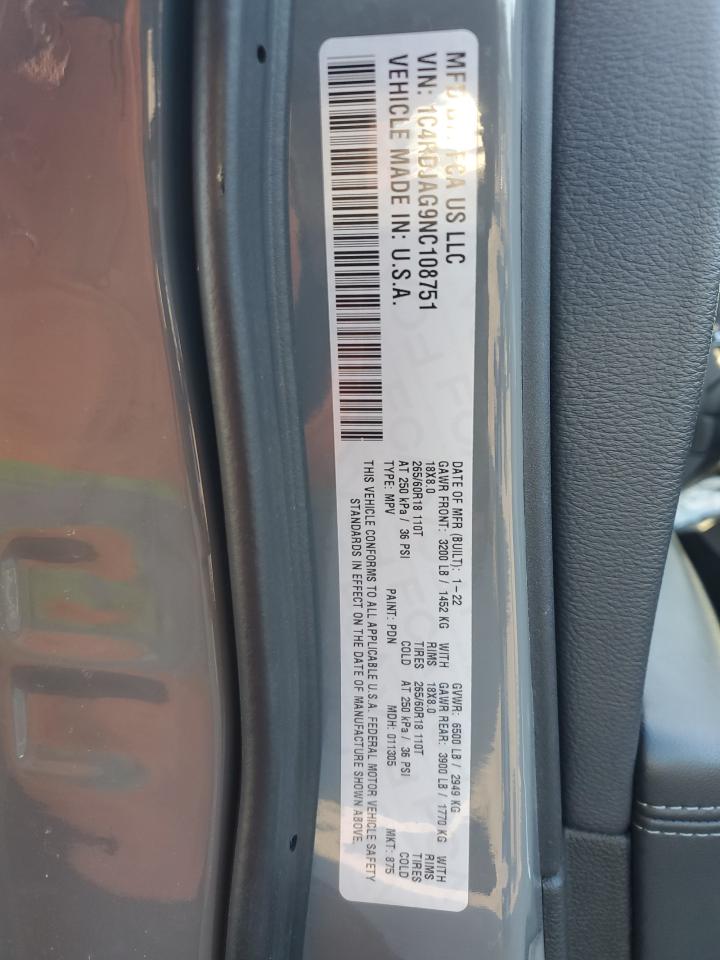 MFD BY: FCA US LLC
VIN: 1C4RDJAG9NC108751
VEHICLE MADE IN: U.S.A.
DATE OF MFR (BUILT): 1-22 GVWR: 6500 LB / 2949 KG
GAWR FRONT: 3200 LB / 1452 KG WITH GAWR REAR: 3900 LB / 1770 KG WITH
18X8.0 RIMS 18X8.0 RIMS
265/60R18 110T TIRES 265/60R18 110T TIRES
AT 250 kPa / 36 PSI COLD AT 250 kPa / 36 PSI COLD
TYPE: MPV PAINT: PDN MDH: 011305 MKT: 875
THIS VEHICLE CONFORMS TO ALL APPLICABLE U.S.A. FEDERAL MOTOR VEHICLE SAFETY
STANDARDS IN EFFECT ON THE DATE OF MANUFACTURE SHOWN ABOVE.